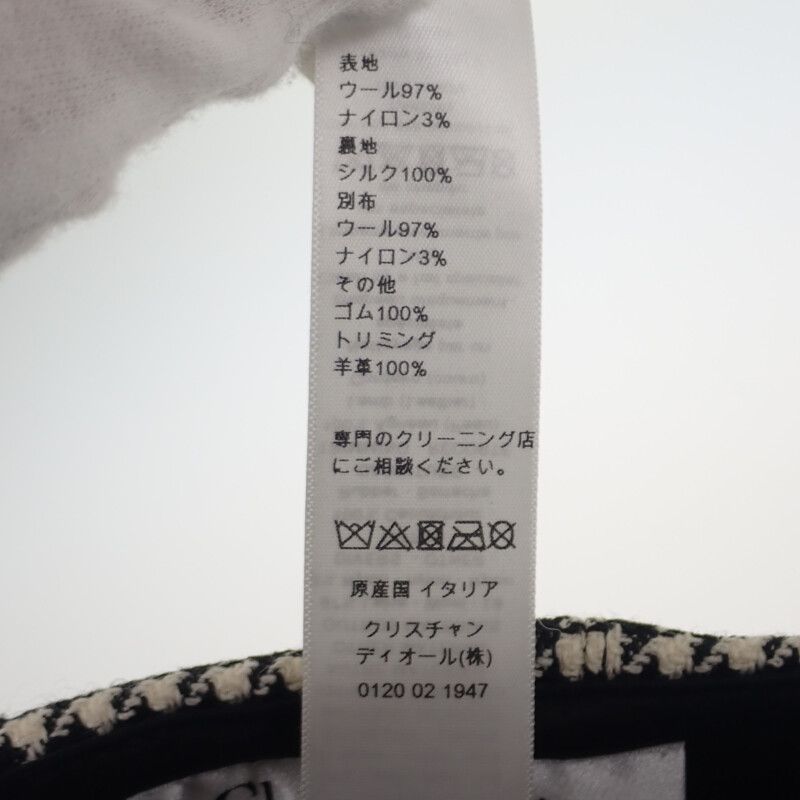 表地
ウール97%
ナイロン3%
裏地
シルク100%
別布
ウール97%
ナイロン3%
その他
ゴム100%
トリミング
羊革100%
専門のクリーニング店
にご相談ください。
原産国 イタリア
クリスチャン
ディオール(株)
0120 02 1947